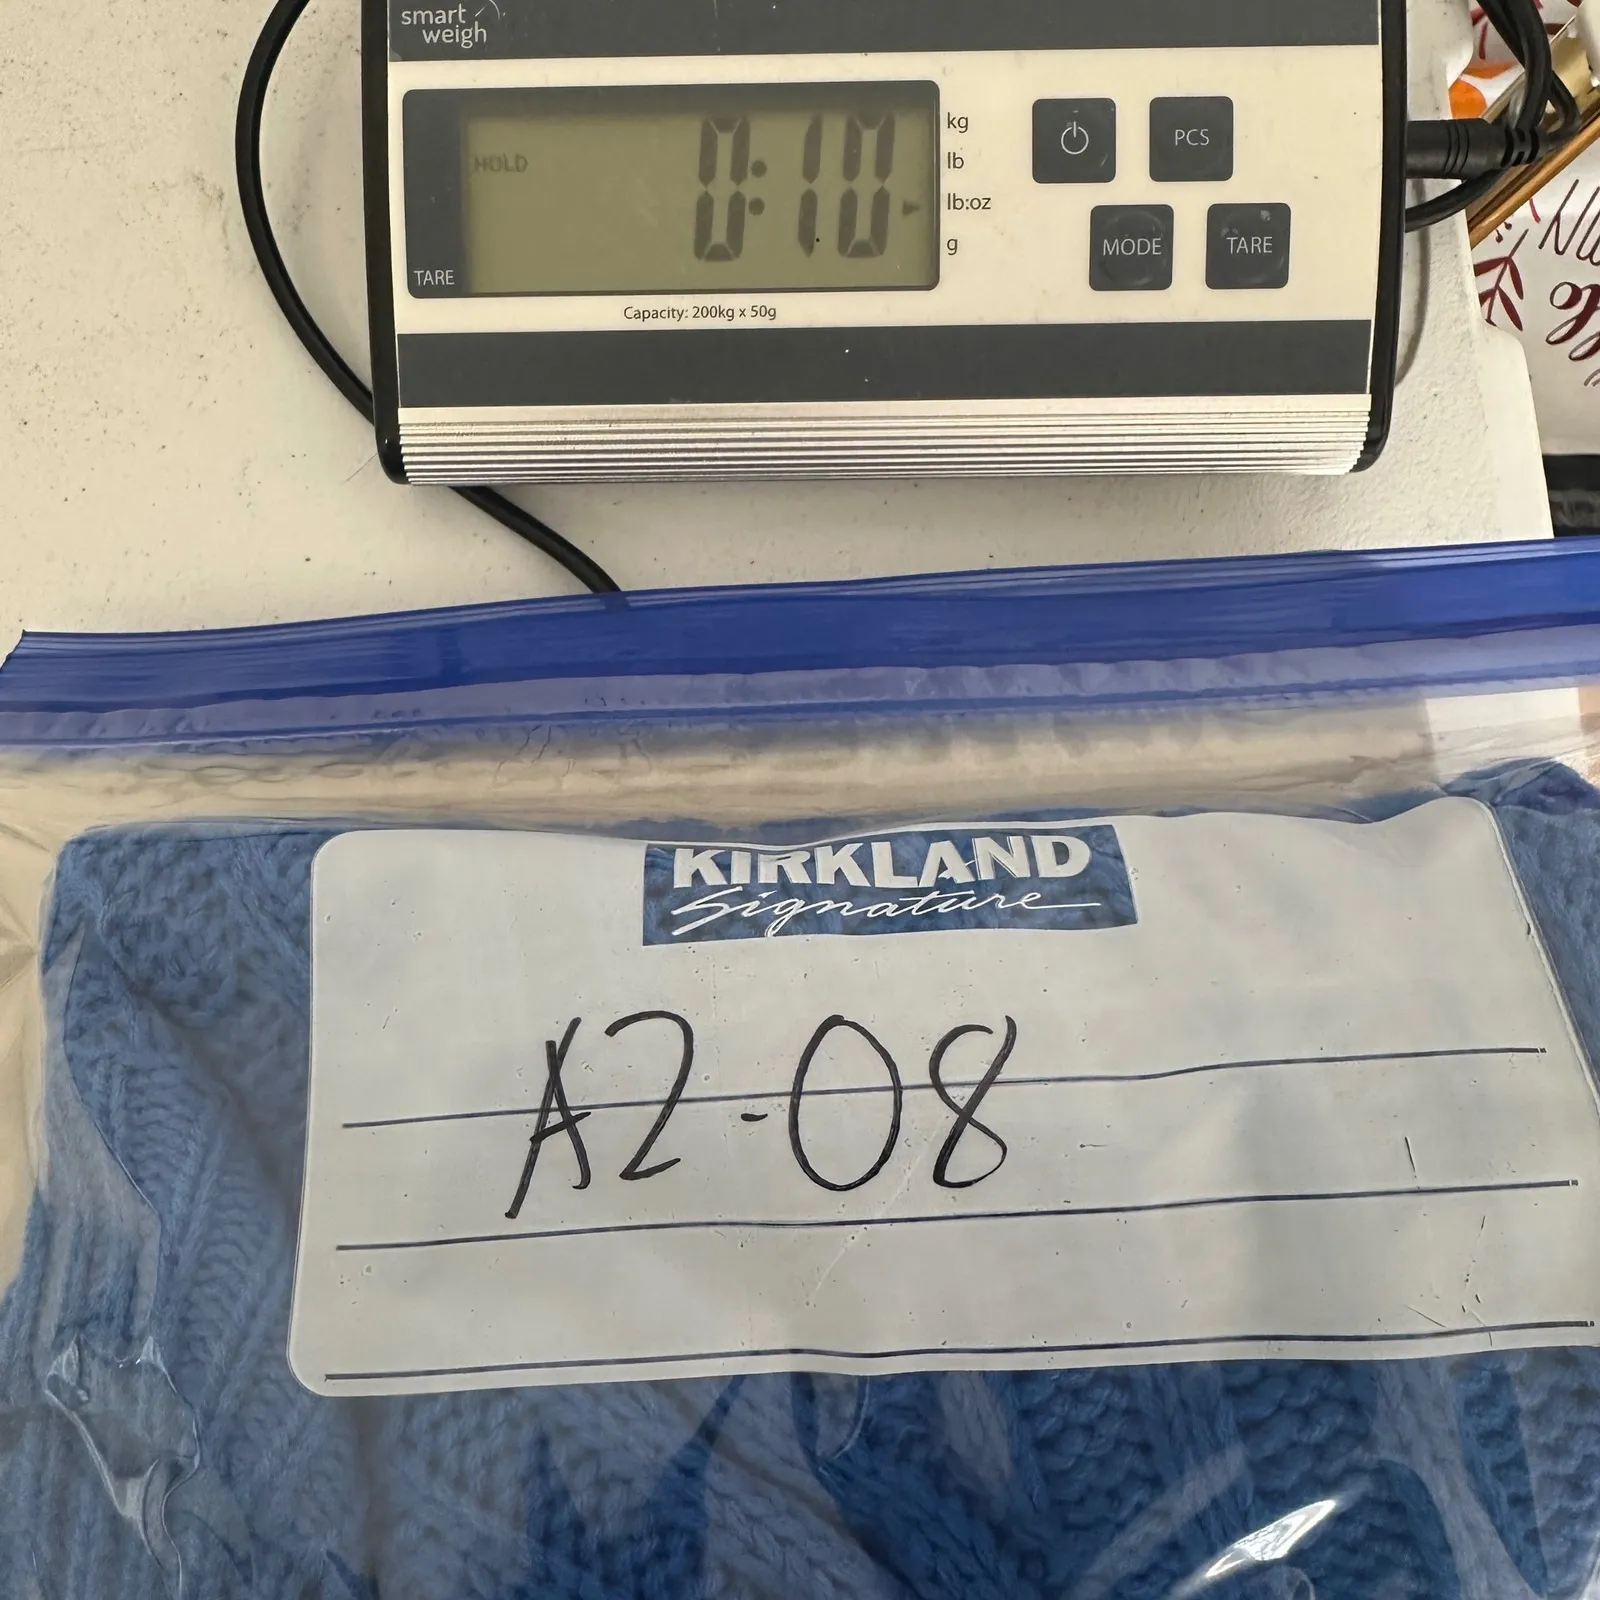 smart
weigh
HOLD
0:10
kg
lb
lb:oz
g
TARE
PCS
MODE
TARE
Capacity: 200kg x 50g
KIRKLAND
Signature
A2-08